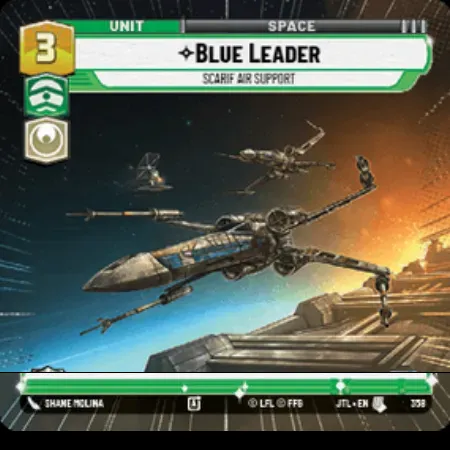 UNIT
SPACE
3
BLUE LEADER
SCARIF AIR SUPPORT
SHANE MOLINA
Ⓒ LFL Ⓒ FFG
JTL • EN
358